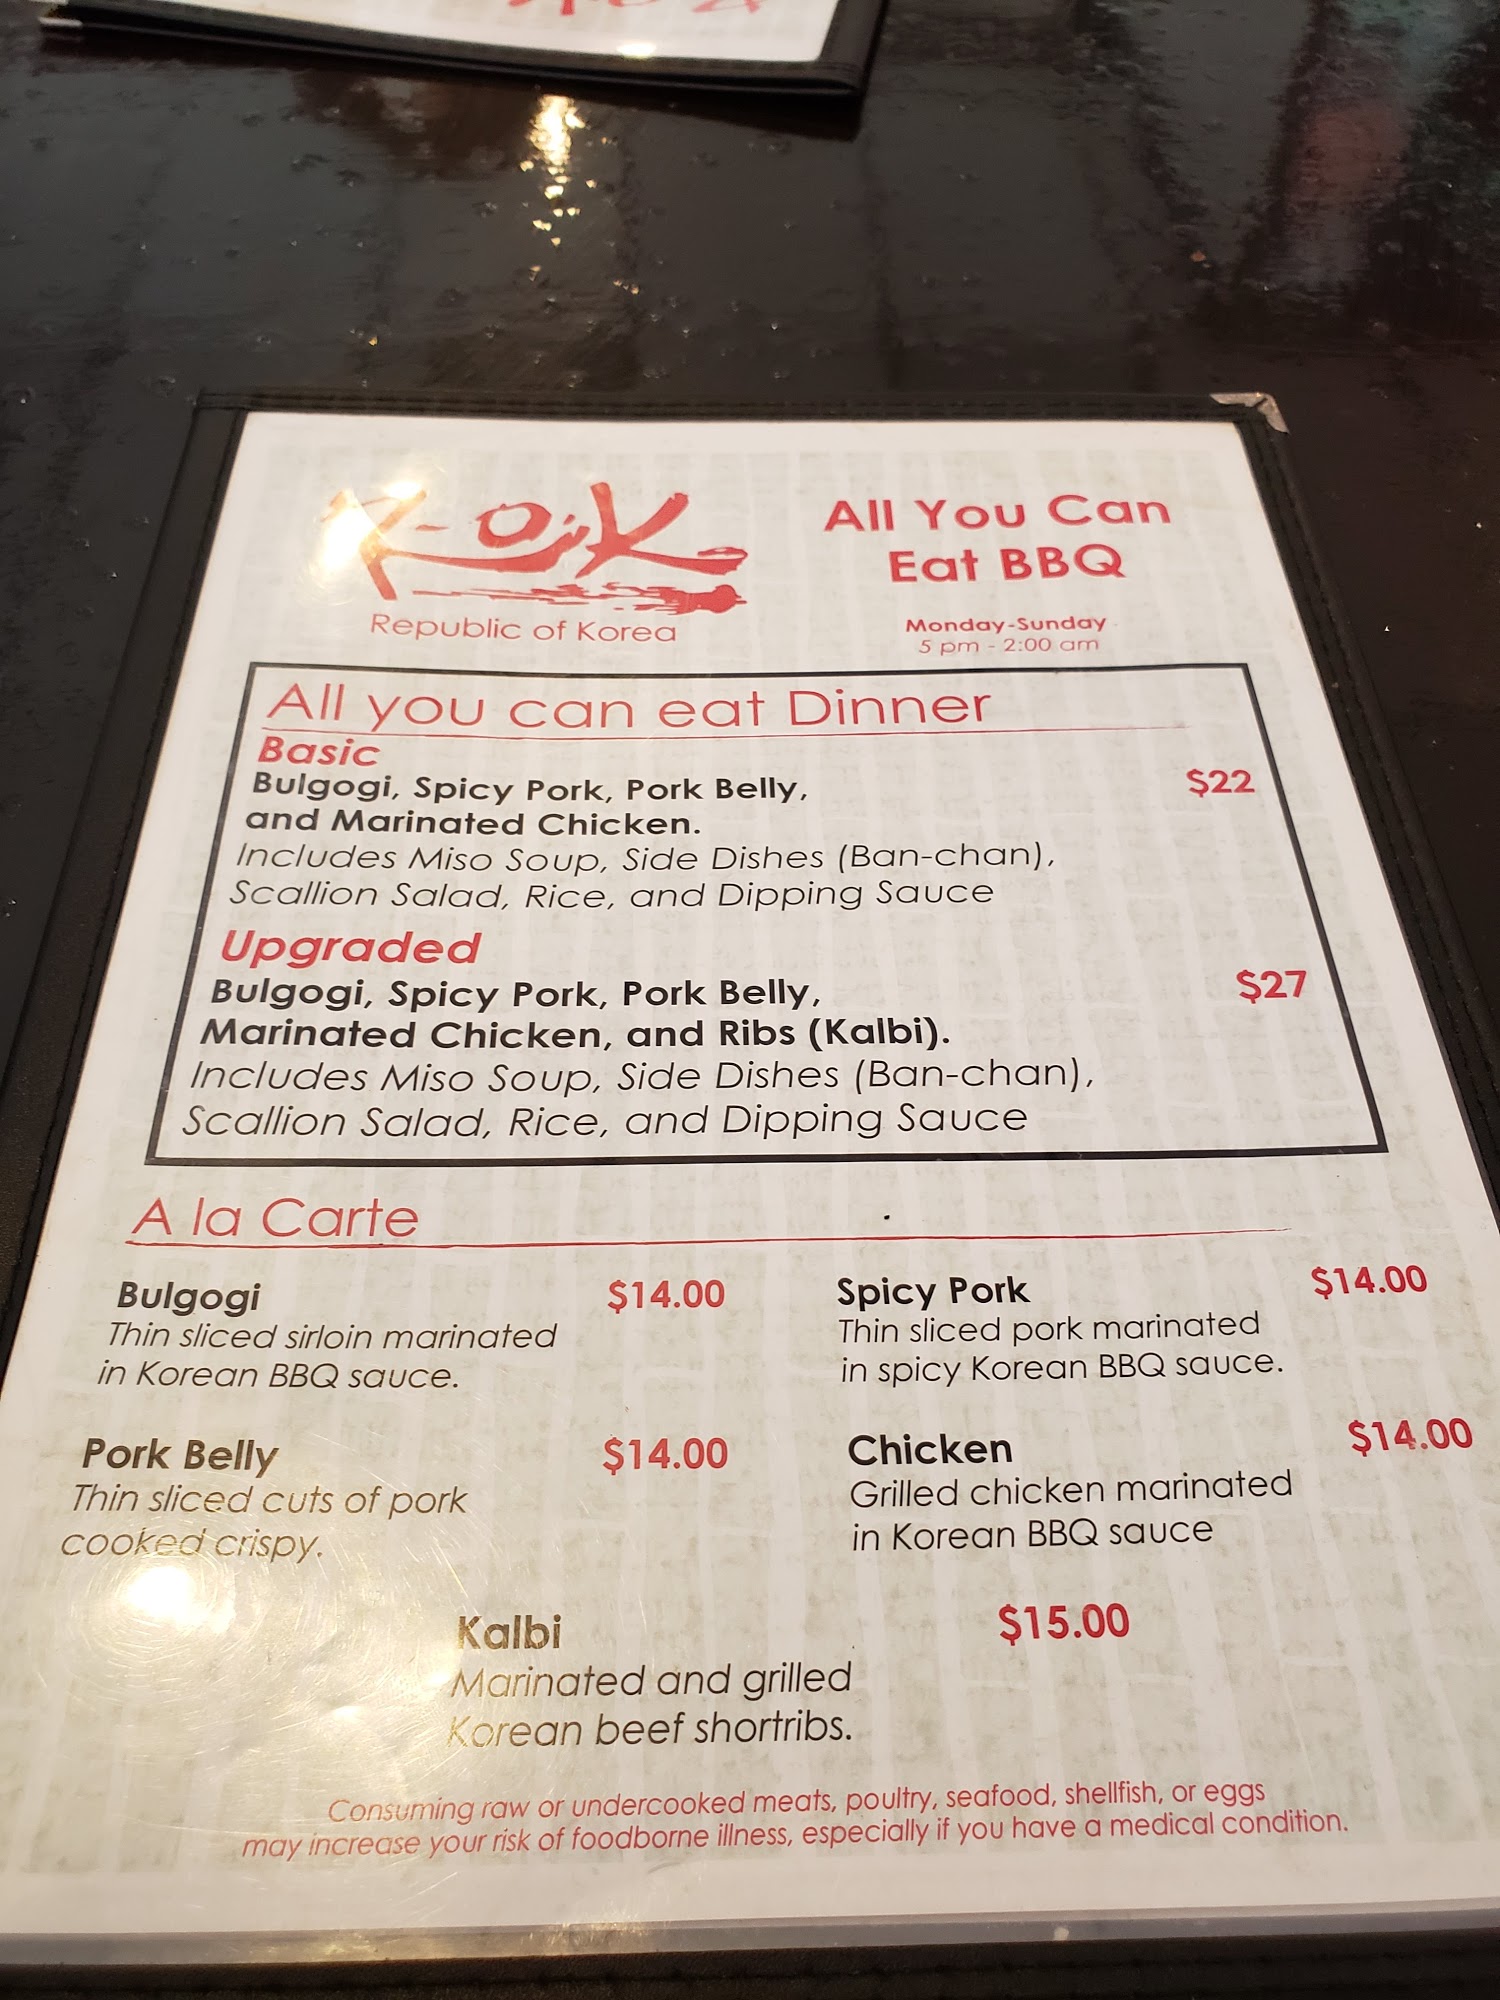 R-O-K
Republic of Korea
All You Can
Eat BBQ
Monday-Sunday
5 pm - 2:00 am
All you can eat Dinner
Basic
Bulgogi, Spicy Pork, Pork Belly, $22
and Marinated Chicken.
Includes Miso Soup, Side Dishes (Ban-chan),
Scallion Salad, Rice, and Dipping Sauce
Upgraded
Bulgogi, Spicy Pork, Pork Belly, $27
Marinated Chicken, and Ribs (Kalbi).
Includes Miso Soup, Side Dishes (Ban-chan),
Scallion Salad, Rice, and Dipping Sauce
A la Carte
Bulgogi $14.00
Thin sliced sirloin marinated
in Korean BBQ sauce.
Spicy Pork $14.00
Thin sliced pork marinated
in spicy Korean BBQ sauce.
Pork Belly $14.00
Thin sliced cuts of pork
cooked crispy.
Chicken $14.00
Grilled chicken marinated
in Korean BBQ sauce
Kalbi $15.00
Marinated and grilled
Korean beef shortribs.
Consuming raw or undercooked meats, poultry, seafood, shellfish, or eggs
may increase your risk of foodborne illness, especially if you have a medical condition.